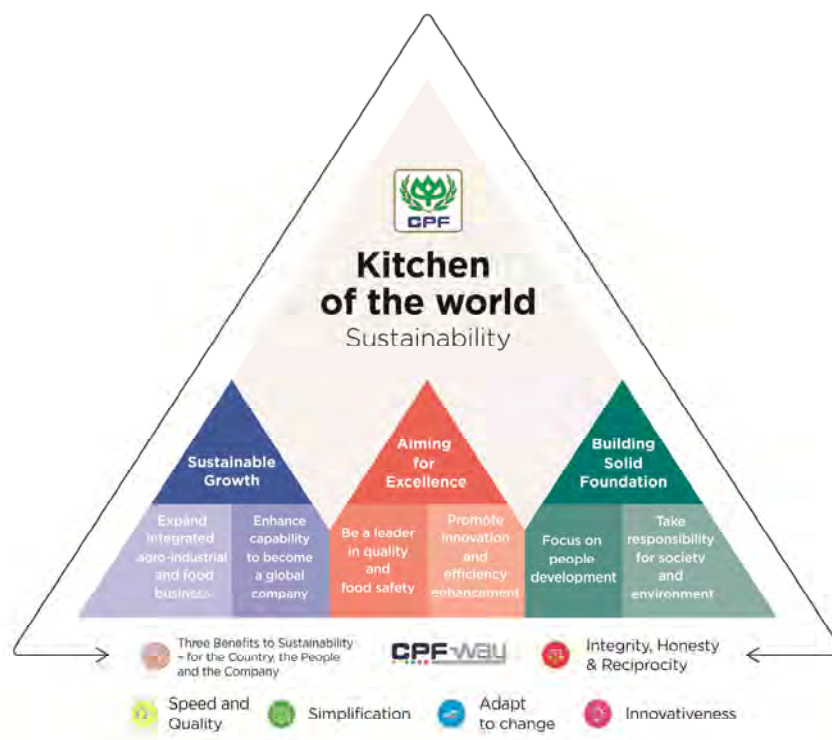 CPF
Kitchen
of the world
Sustainability
Sustainable
Growth
Aiming
for
Excellence
Building
Solid
Foundation
Expand
integrated
agro-industrial
and food
business
Enhance
capability
to become
a global
company
Be a leader
in quality
and
food safety
Promote
innovation
and
efficiency
enhancement
Focus on
people
development
Take
responsibility
for society
and
environment
Three Benefits to Sustainability
- for the Country, the People
and the Company
CPF way
Integrity, Honesty
& Reciprocity
Speed and
Quality
Simplification
Adapt
to change
Innovativeness